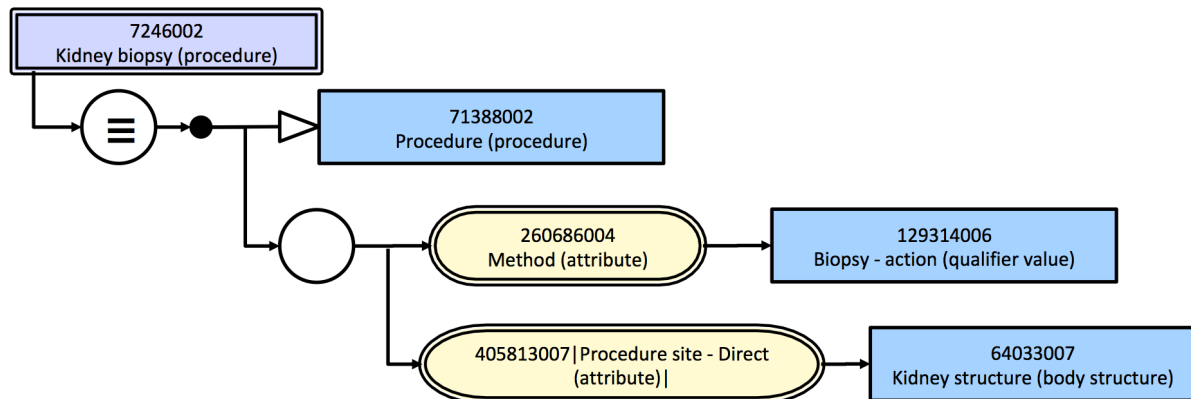 7246002
Kidney biopsy (procedure)
71388002
Procedure (procedure)
260686004
Method (attribute)
129314006
Biopsy - action (qualifier value)
405813007|Procedure site - Direct
(attribute)|
64033007
Kidney structure (body structure)